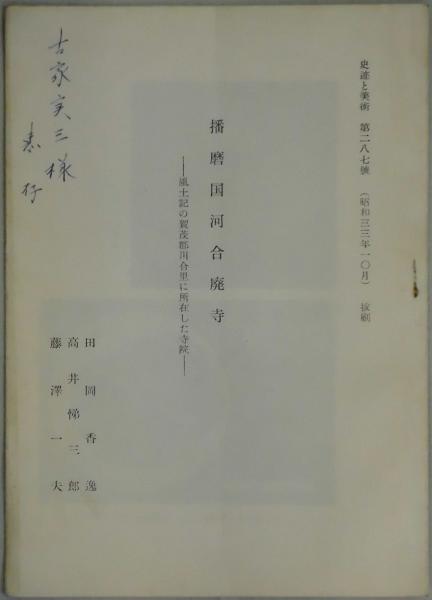 史迹と美術 第二八七號 (昭和三三年一〇月) 抜刷
播磨国河合廃寺
――風土記の賀茂郡川合里に所在した寺院――
田岡香逸
高井悌三郎
藤澤一夫
古家実三様